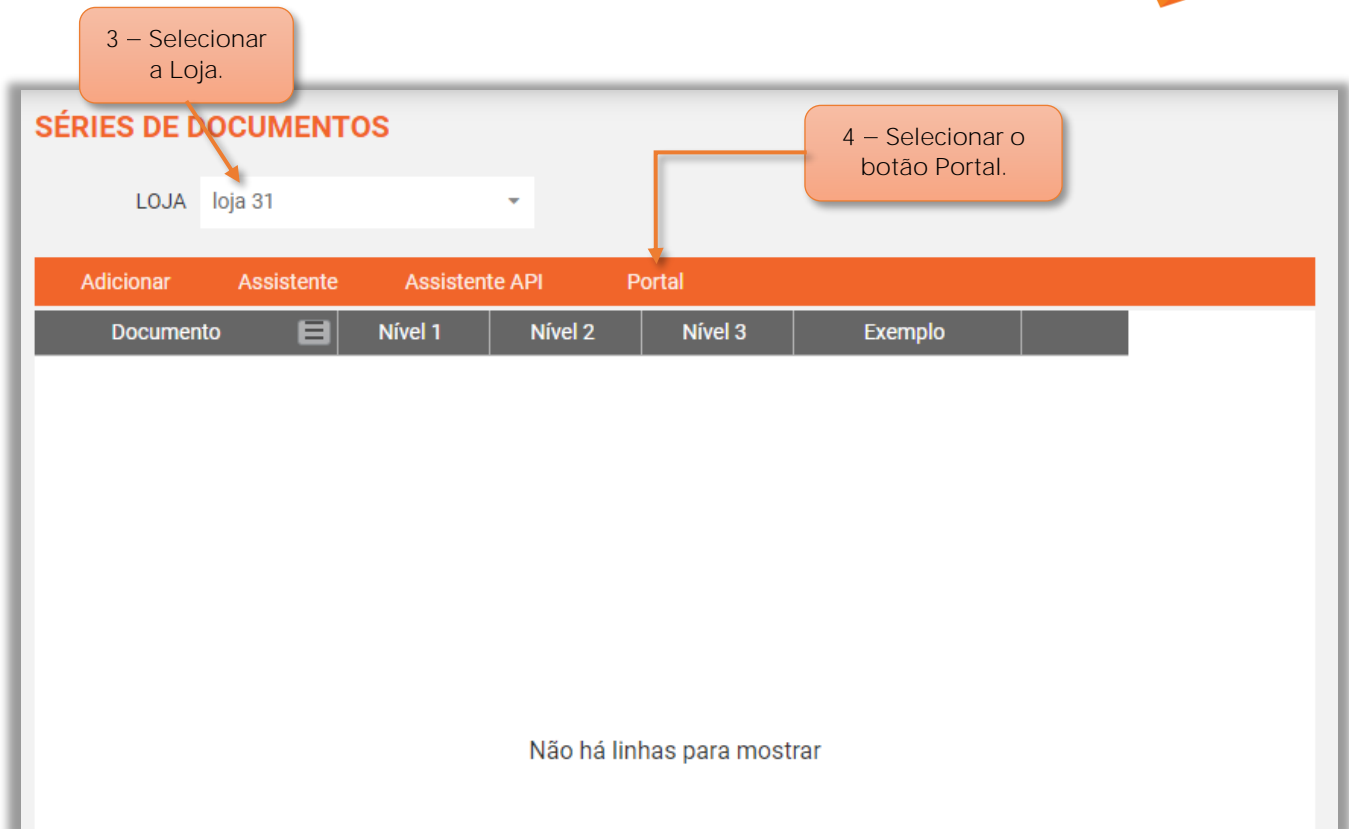 3 – Selecionar
a Loja.
SÉRIES DE DOCUMENTOS
4 – Selecionar o
botão Portal.
LOJA loja 31
Adicionar Assistente Assistente API Portal
Documento Nível 1 Nível 2 Nível 3 Exemplo
Não há linhas para mostrar